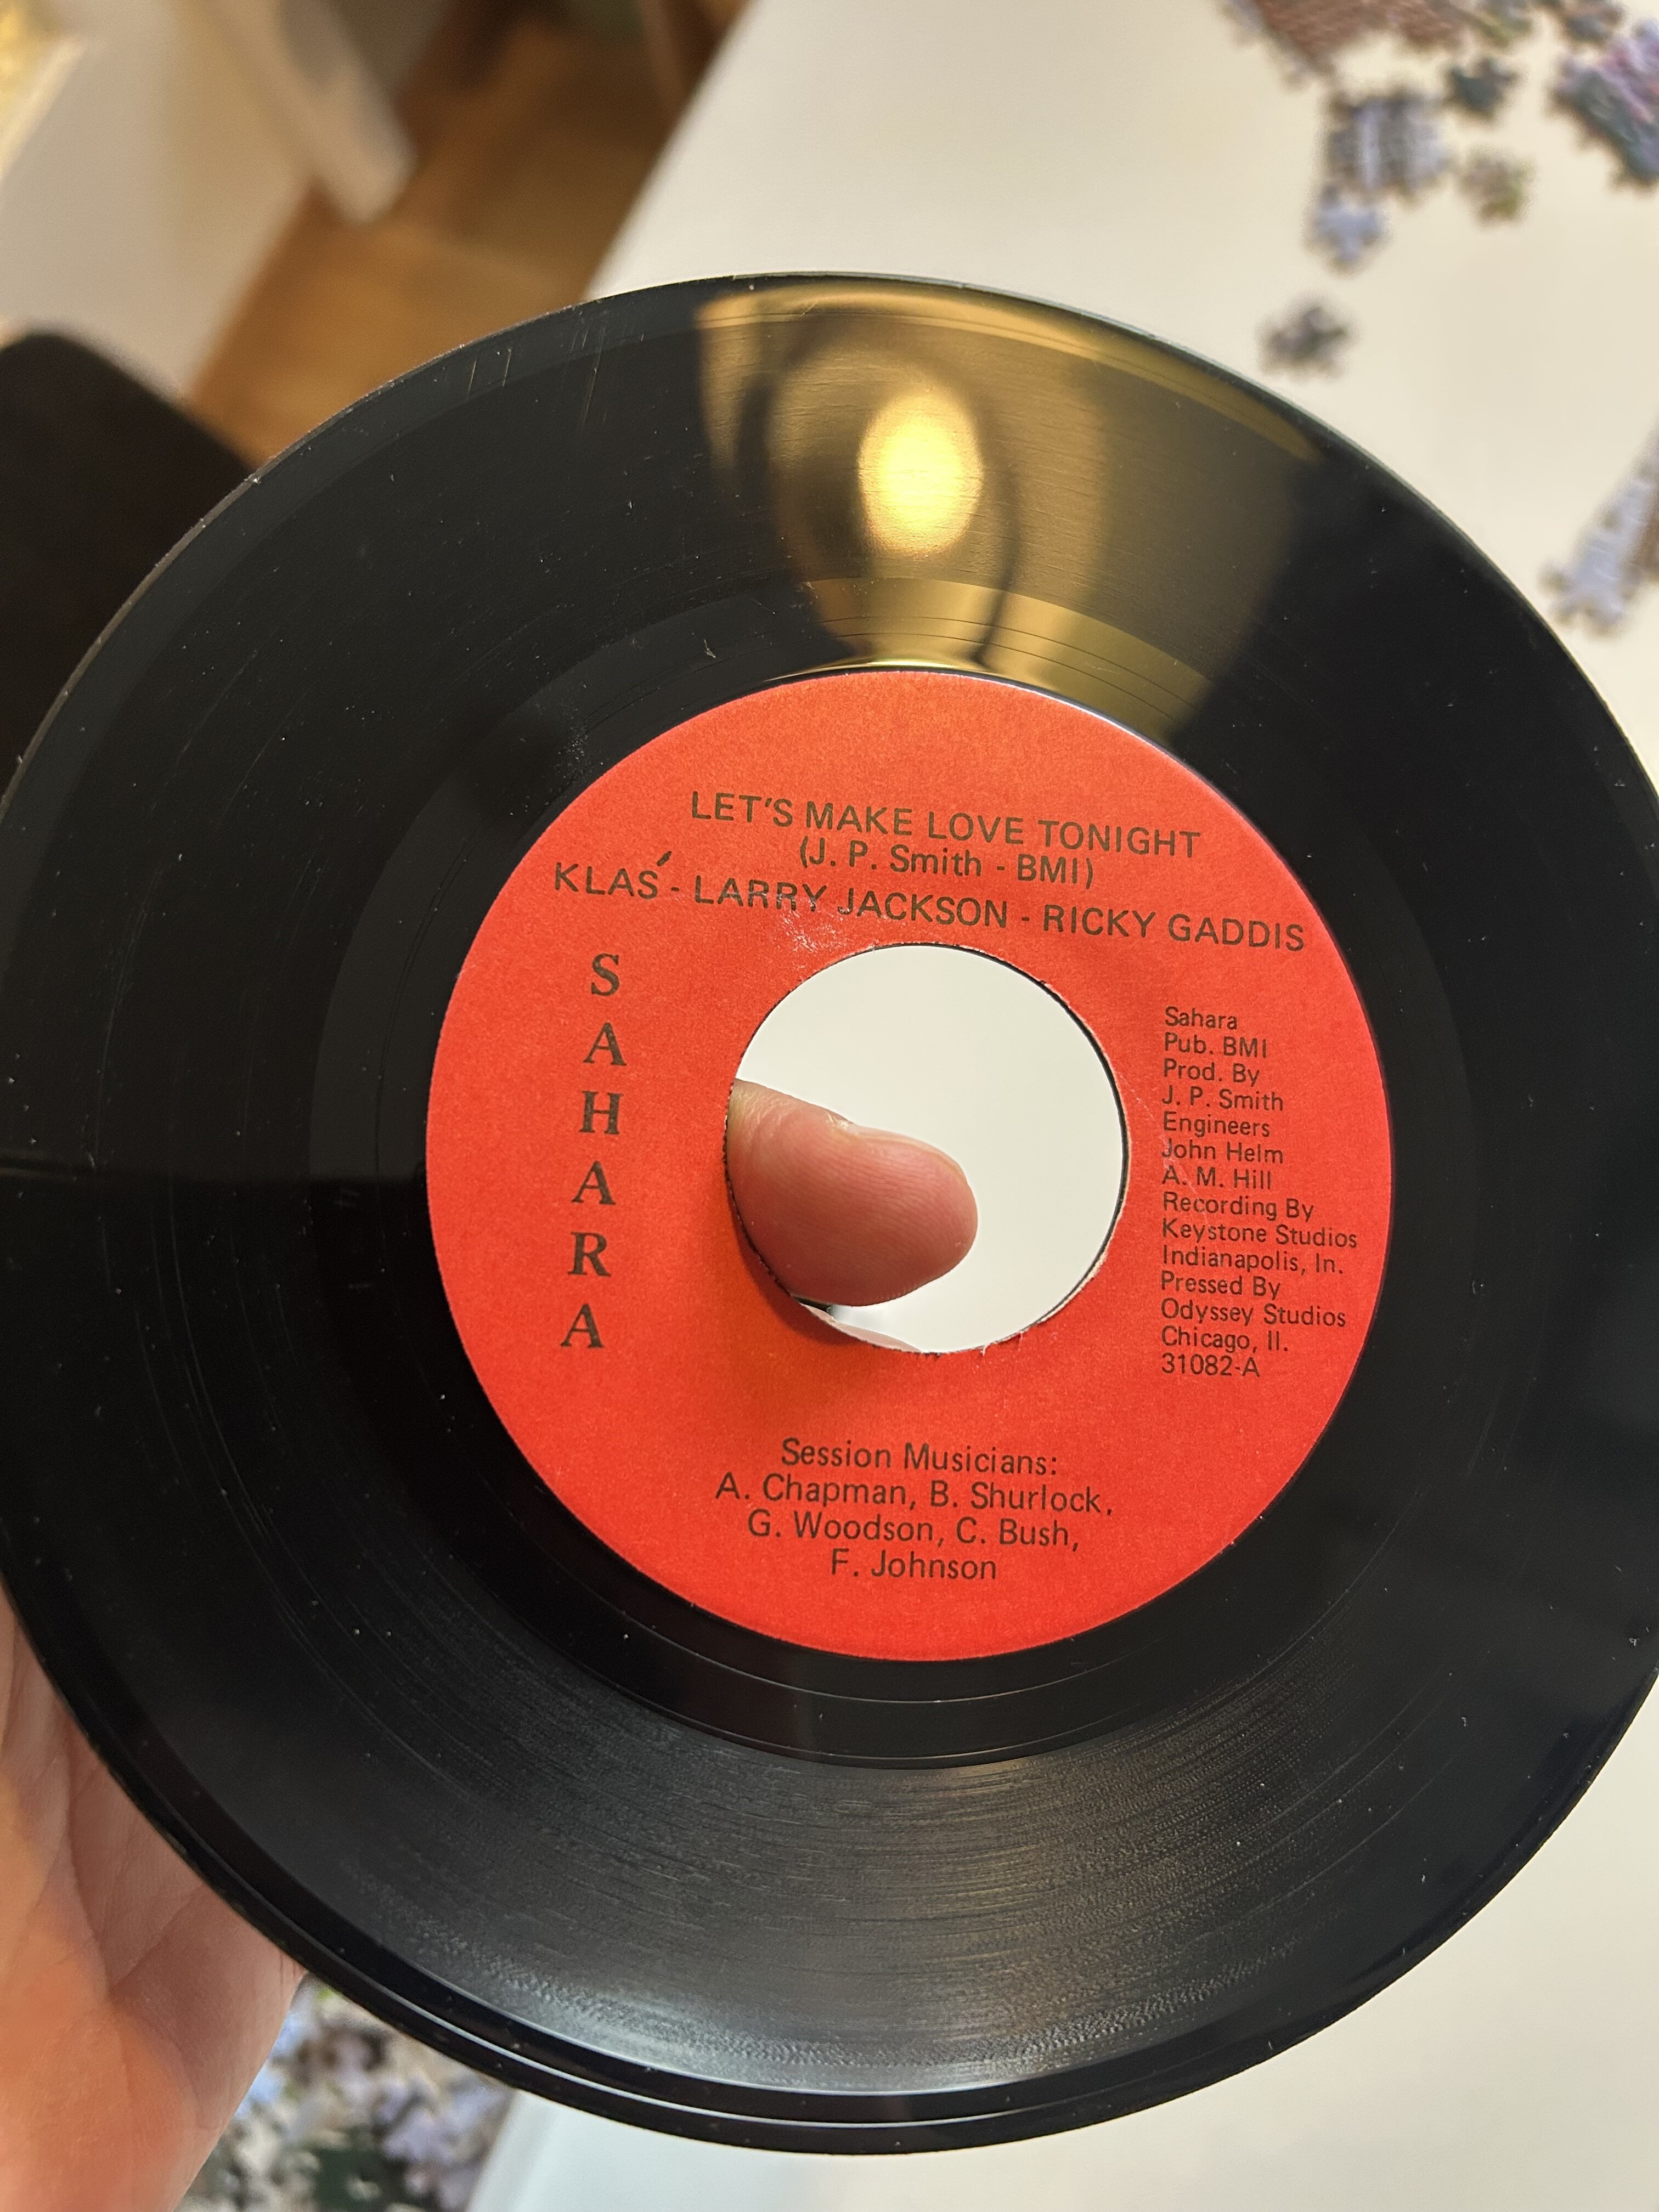 LET'S MAKE LOVE TONIGHT
(J. P. Smith - BMI)
KLAŚ - LARRY JACKSON - RICKY GADDIS
SAHARA
Sahara
Pub. BMI
Prod. By
J. P. Smith
Engineers
John Helm
A. M. Hill
Recording By
Keystone Studios
Indianapolis, In.
Pressed By
Odyssey Studios
Chicago, Il.
31082-A
Session Musicians:
A. Chapman, B. Shurlock,
G. Woodson, C. Bush,
F. Johnson